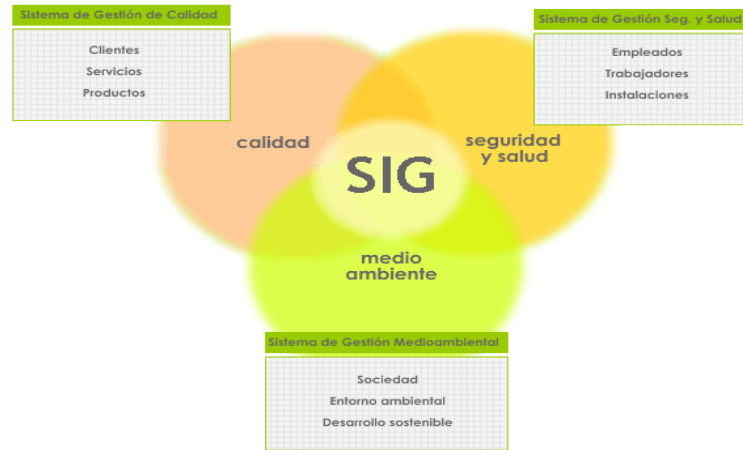 Sistema de Gestión de Calidad
Clientes
Servicios
Productos
Sistema de Gestión Seg. y Salud
Empleados
Trabajadores
Instalaciones
calidad
seguridad
y salud
SIG
medio
ambiente
Sistema de Gestión Medioambiental
Sociedad
Entorno ambiental
Desarrollo sostenible